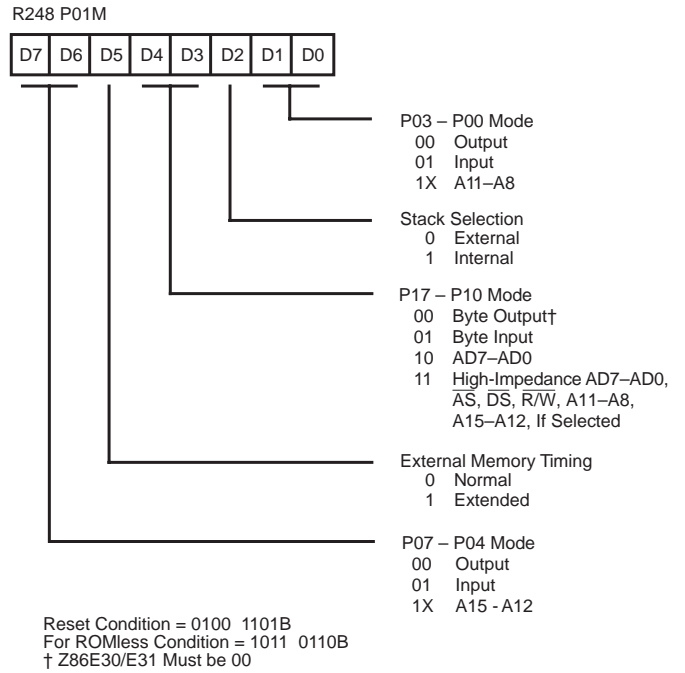 R248 P01M
D7 D6 D5 D4 D3 D2 D1 D0
P03 – P00 Mode
00 Output
01 Input
1X A11–A8
Stack Selection
0 External
1 Internal
P17 – P10 Mode
00 Byte Output†
01 Byte Input
10 AD7–AD0
11 High-Impedance AD7–AD0,
A̅S̅, D̅S̅, R̅/̅W̅, A11–A8,
A15–A12, If Selected
External Memory Timing
0 Normal
1 Extended
P07 – P04 Mode
00 Output
01 Input
1X A15 - A12
Reset Condition = 0100 1101B
For ROMless Condition = 1011 0110B
† Z86E30/E31 Must be 00